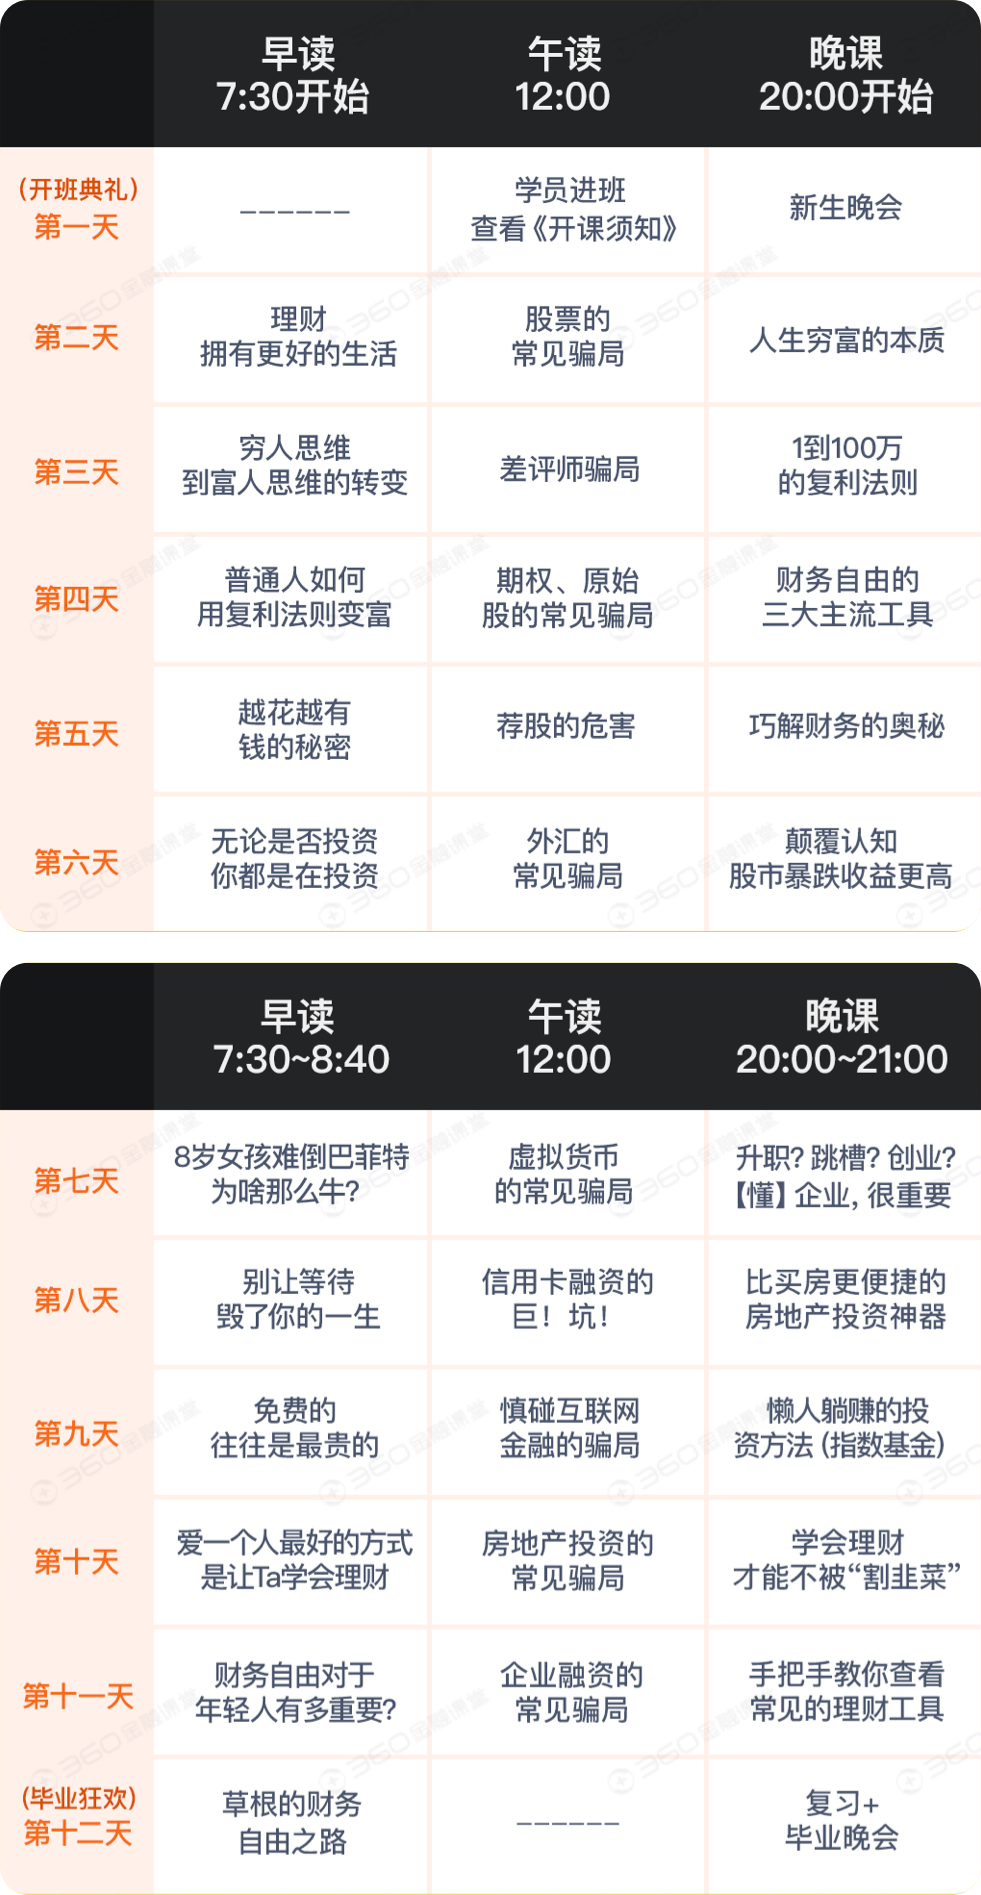 早读 午读 晚课
7:30开始 12:00 20:00开始
(开班典礼)
第一天
——————
学员进班
查看《开课须知》
新生晚会
第二天
理财
拥有更好的生活
股票的
常见骗局
人生穷富的本质
第三天
穷人思维
到富人思维的转变
差评师骗局
1到100万
的复利法则
第四天
普通人如何
用复利法则变富
期权、原始
股的常见骗局
财务自由的
三大主流工具
第五天
越花越有
钱的秘密
荐股的危害
巧解财务的奥秘
第六天
无论是否投资
你都是在投资
外汇的
常见骗局
颠覆认知
股市暴跌收益更高
早读 午读 晚课
7:30~8:40 12:00 20:00~21:00
第七天
8岁女孩难倒巴菲特
为啥那么牛?
虚拟货币
的常见骗局
升职? 跳槽? 创业?
【懂】企业, 很重要
第八天
别让等待
毁了你的一生
信用卡融资的
巨！坑！
比买房更便捷的
房地产投资神器
第九天
免费的
往往是最贵的
慎碰互联网
金融的骗局
懒人躺赚的投
资方法 (指数基金)
第十天
爱一个人最好的方式
是让Ta学会理财
房地产投资的
常见骗局
学会理财
才能不被“割韭菜”
第十一天
财务自由对于
年轻人有多重要?
企业融资的
常见骗局
手把手教你查看
常见的理财工具
(毕业狂欢)
第十二天
草根的财务
自由之路
——————
复习+
毕业晚会
360金融课堂